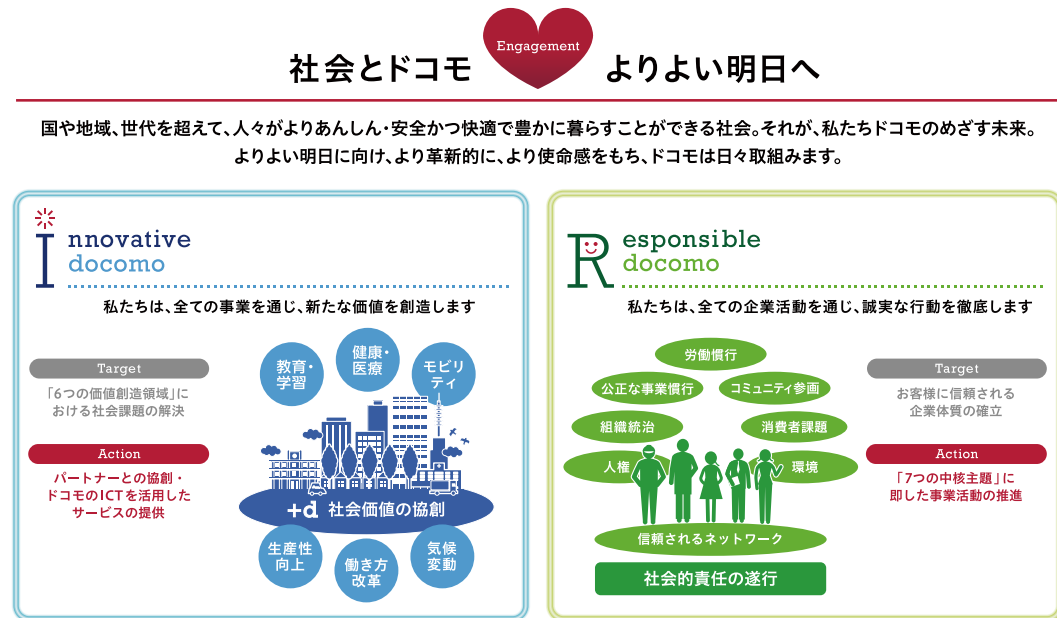 社会とドコモ
Engagement
よりよい明日へ
国や地域、世代を超えて、人々がよりあんしん・安全かつ快適で豊かに暮らすことができる社会。それが、私たちドコモのめざす未来。
よりよい明日に向け、より革新的に、より使命感をもち、ドコモは日々取組みます。
Innovative
docomo
私たちは、全ての事業を通じ、新たな価値を創造します
Target
「6つの価値創造領域」に
おける社会課題の解決
Action
パートナーとの協創・
ドコモのICTを活用した
サービスの提供
教育・
学習
健康・
医療
モビリ
ティ
+d 社会価値の協創
生産性
向上
働き方
改革
気候
変動
Responsible
docomo
私たちは、全ての企業活動を通じ、誠実な行動を徹底します
労働慣行
公正な事業慣行
コミュニティ参画
組織統治
消費者課題
人権
環境
信頼されるネットワーク
社会的責任の遂行
Target
お客様に信頼される
企業体質の確立
Action
「7つの中核主題」に
即した事業活動の推進